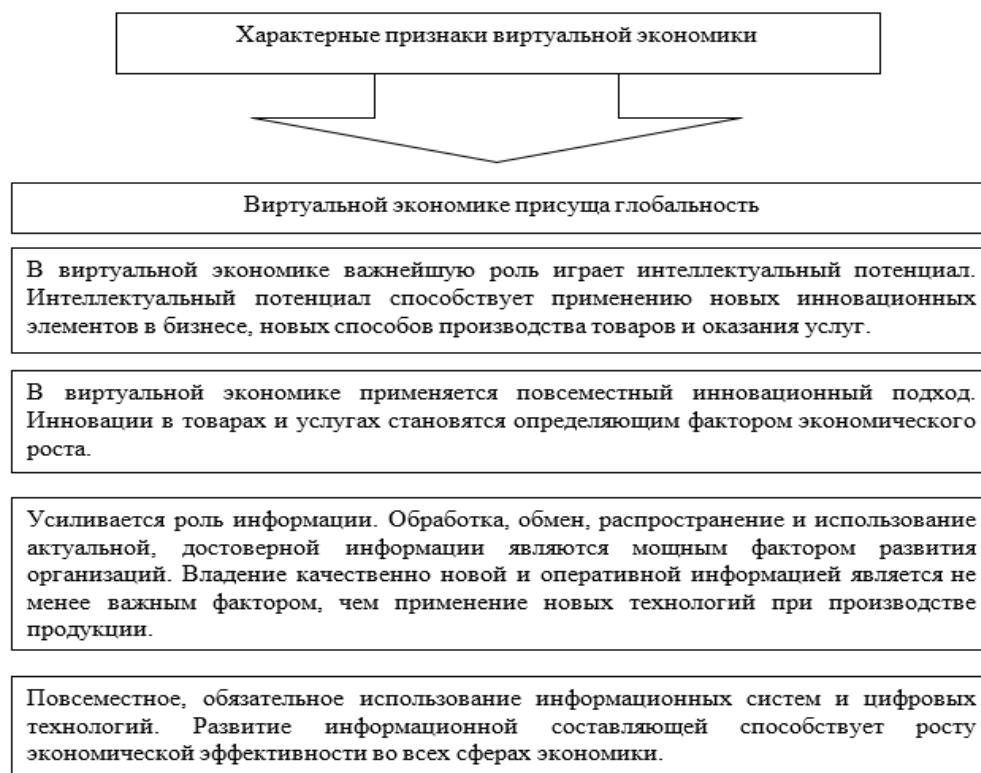 Характерные признаки виртуальной экономики
Виртуальной экономике присуща глобальность
В виртуальной экономике важнейшую роль играет интеллектуальный потенциал.
Интеллектуальный потенциал способствует применению новых инновационных
элементов в бизнесе, новых способов производства товаров и оказания услуг.
В виртуальной экономике применяется повсеместный инновационный подход.
Инновации в товарах и услугах становятся определяющим фактором экономического
роста.
Усиливается роль информации. Обработка, обмен, распространение и использование
актуальной, достоверной информации являются мощным фактором развития
организаций. Владение качественно новой и оперативной информацией является не
менее важным фактором, чем применение новых технологий при производстве
продукции.
Повсеместное, обязательное использование информационных систем и цифровых
технологий. Развитие информационной составляющей способствует росту
экономической эффективности во всех сферах экономики.